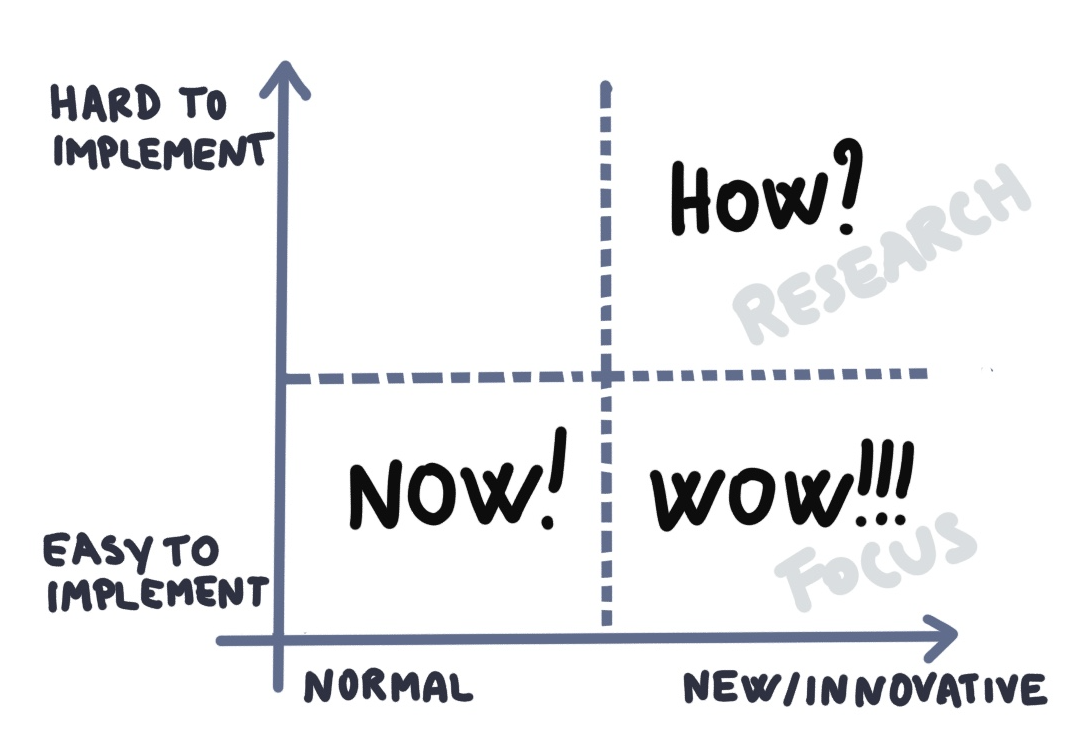 HARD TO
IMPLEMENT
HOW?
RESEARCH
NOW!
WOW!!!
FOCUS
EASY TO
IMPLEMENT
NORMAL
NEW/INNOVATIVE